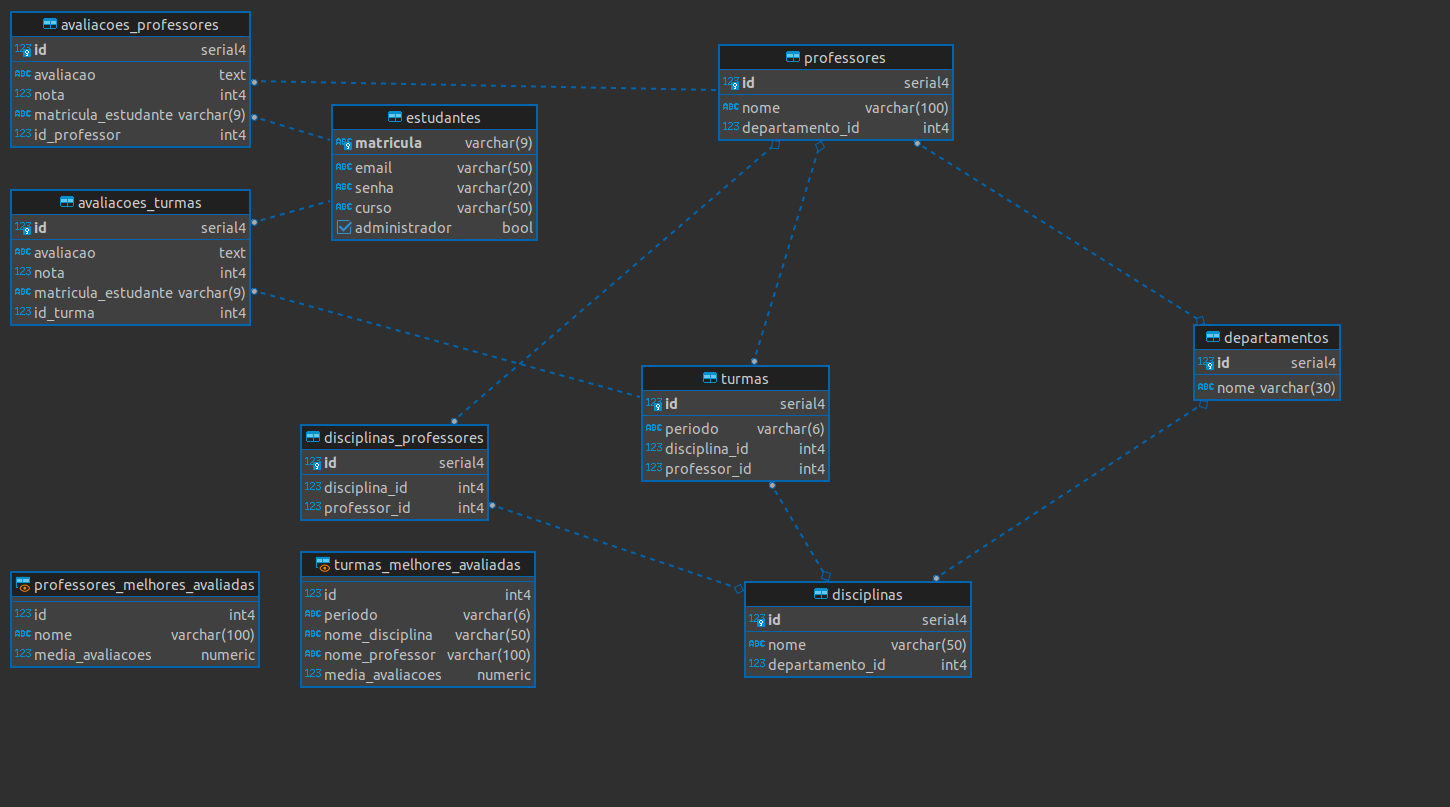 avaliacoes_professores
123 id serial4
ABC avaliacao text
123 nota int4
ABC matricula_estudante varchar(9)
123 id_professor int4
estudantes
ABC matricula varchar(9)
ABC email varchar(50)
ABC senha varchar(20)
ABC curso varchar(50)
administrador bool
professores
123 id serial4
ABC nome varchar(100)
123 departamento_id int4
avaliacoes_turmas
123 id serial4
ABC avaliacao text
123 nota int4
ABC matricula_estudante varchar(9)
123 id_turma int4
departamentos
123 id serial4
ABC nome varchar(30)
turmas
123 id serial4
ABC periodo varchar(6)
123 disciplina_id int4
123 professor_id int4
disciplinas_professores
123 id serial4
123 disciplina_id int4
123 professor_id int4
professores_melhores_avaliadas
123 id int4
ABC nome varchar(100)
123 media_avaliacoes numeric
turmas_melhores_avaliadas
123 id int4
ABC periodo varchar(6)
ABC nome_disciplina varchar(50)
ABC nome_professor varchar(100)
123 media_avaliacoes numeric
disciplinas
123 id serial4
ABC nome varchar(50)
123 departamento_id int4